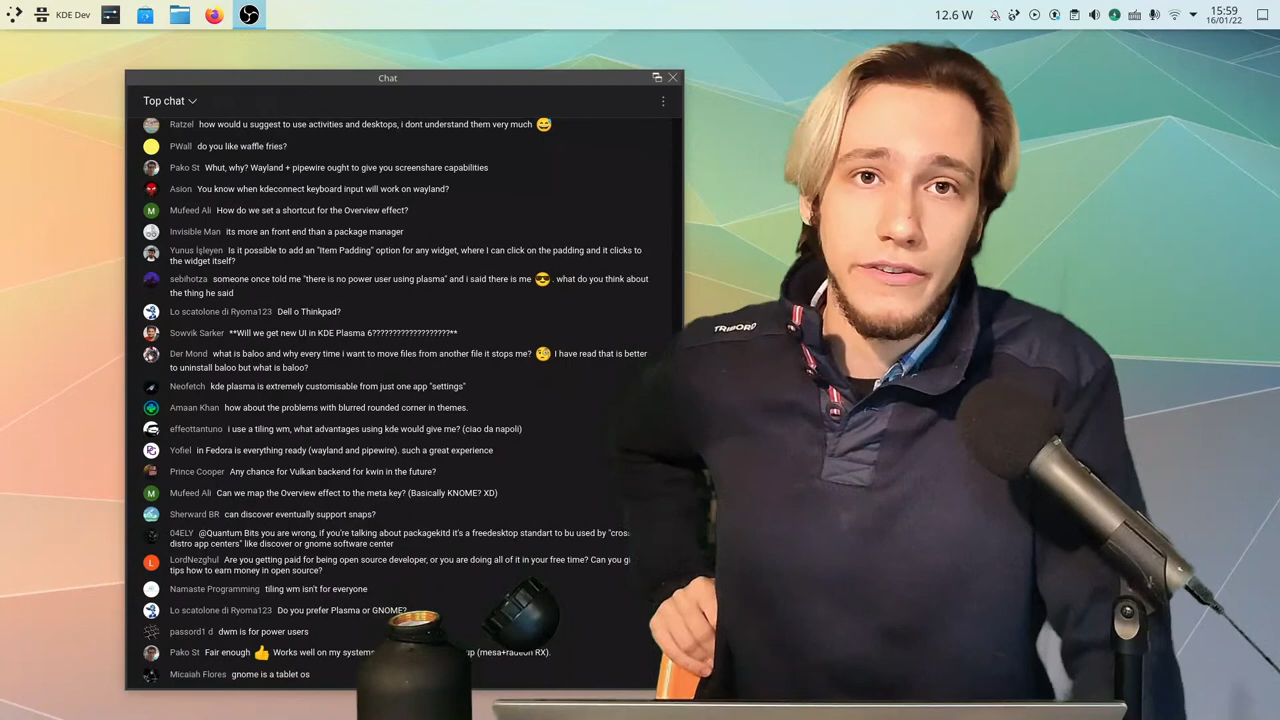 KDE Dev
12.6 W
15:59
16/01/22
Chat
Top chat
Ratzel how would u suggest to use activities and desktops, i dont understand them very much
PWall do you like waffle fries?
Pako St Whut, why? Wayland + pipewire ought to give you screenshare capabilities
Asion You know when kdeconnect keyboard input will work on wayland?
M Mufeed Ali How do we set a shortcut for the Overview effect?
Invisible Man its more an front end than a package manager
Yunus İşleyen Is it possible to add an "Item Padding" option for any widget, where I can click on the padding and it clicks to
the widget itself?
sebihotza someone once told me "there is no power user using plasma" and i said there is me 😎 . what do you think about
the thing he said
Lo scatolone di Ryoma123 Dell o Thinkpad?
Sowvik Sarker **Will we get new UI in KDE Plasma 6???????????????????**
Der Mond what is baloo and why every time i want to move files from another file it stops me? 🧐 I have read that is better
to uninstall baloo but what is baloo?
Neofetch kde plasma is extremely customisable from just one app "settings"
Amaan Khan how about the problems with blurred rounded corner in themes.
effeottantuno i use a tiling wm, what advantages using kde would give me? (ciao da napoli)
Yofiel in Fedora is everything ready (wayland and pipewire). such a great experience
Prince Cooper Any chance for Vulkan backend for kwin in the future?
M Mufeed Ali Can we map the Overview effect to the meta key? (Basically KNOME? XD)
Sherward BR can discover eventually support snaps?
04ELY @Quantum Bits you are wrong, if you're talking about packagekit it's a freedesktop standart to bu used by "cros
distro app centers" like discover or gnome software center
L LordNezghul Are you getting paid for being open source developer, or you are doing all of it in your free time? Can you gi
tips how to earn money in open source?
Namaste Programming tiling wm isn't for everyone
Lo scatolone di Ryoma123 Do you prefer Plasma or GNOME?
passord1 d dwm is for power users
Pako St Fair enough 👍 Works well on my systems up (mesa+radeon RX).
Micaiah Flores gnome is a tablet os
TRIBORD